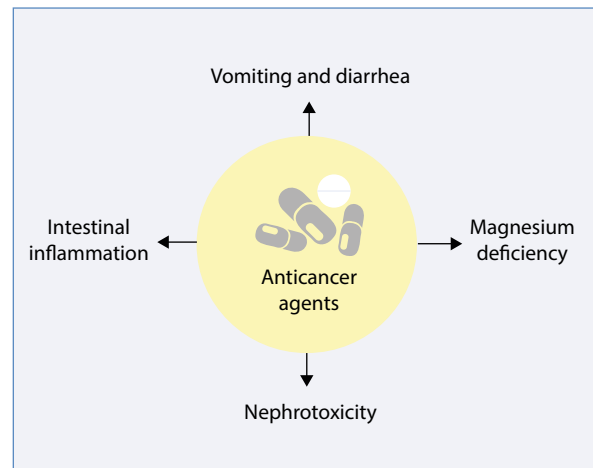 Vomiting and diarrhea
Intestinal
inflammation
Magnesium
deficiency
Anticancer
agents
Nephrotoxicity